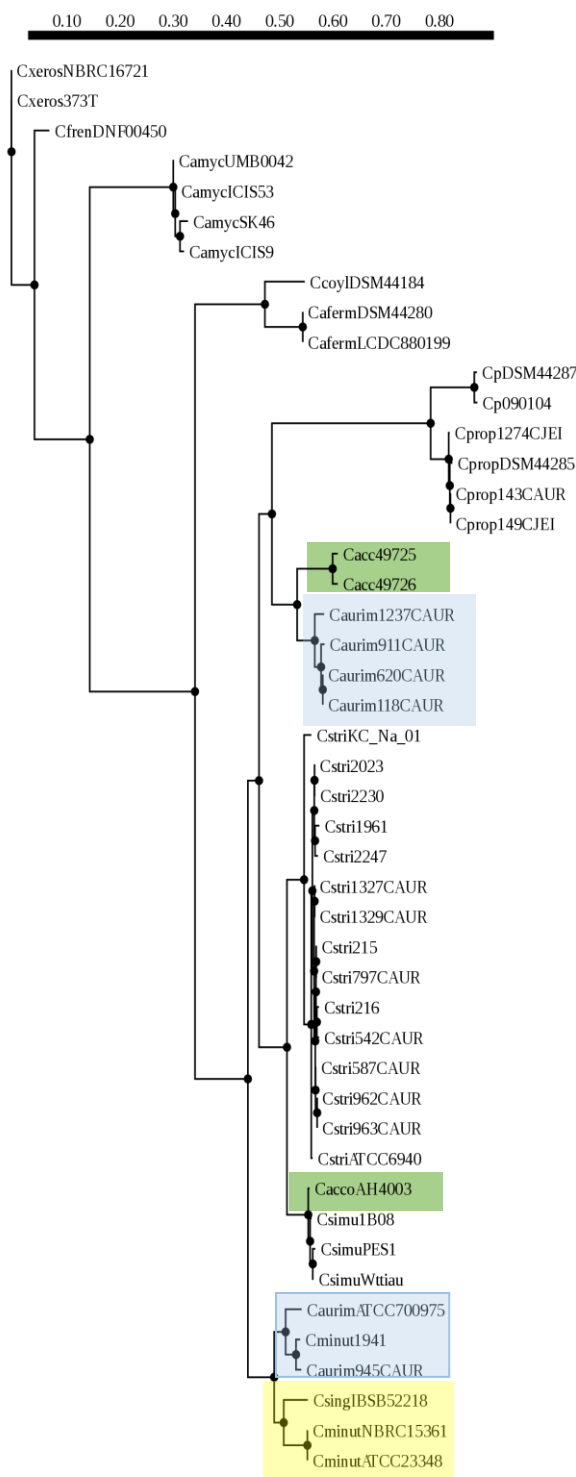 0.10 0.20 0.30 0.40 0.50 0.60 0.70 0.80
CxerosNBRC16721
Cxeros373T
CfrenDNF00450
CamycUMB0042
CamycICIS53
CamycSK46
CamycICIS9
CcoylDSM44184
CafermDSM44280
CafermLCDC880199
CpDSM44287
Cp090104
Cprop1274CJEI
CpropDSM44285
Cprop143CAUR
Cprop149CJEI
Cacc49725
Cacc49726
Caurim1237CAUR
Caurim911CAUR
Caurim620CAUR
Caurim118CAUR
CstriKC_Na_01
Cstri2023
Cstri2230
Cstri1961
Cstri2247
Cstri1327CAUR
Cstri1329CAUR
Cstri215
Cstri797CAUR
Cstri216
Cstri542CAUR
Cstri587CAUR
Cstri962CAUR
Cstri963CAUR
CstriATCC6940
CaccoAH4003
Csimu1B08
CsimuPES1
CsimuWttiau
CaurimATCC700975
Cminut1941
Caurim945CAUR
CsingIBSB52218
CminutNBRC15361
CminutATCC23348